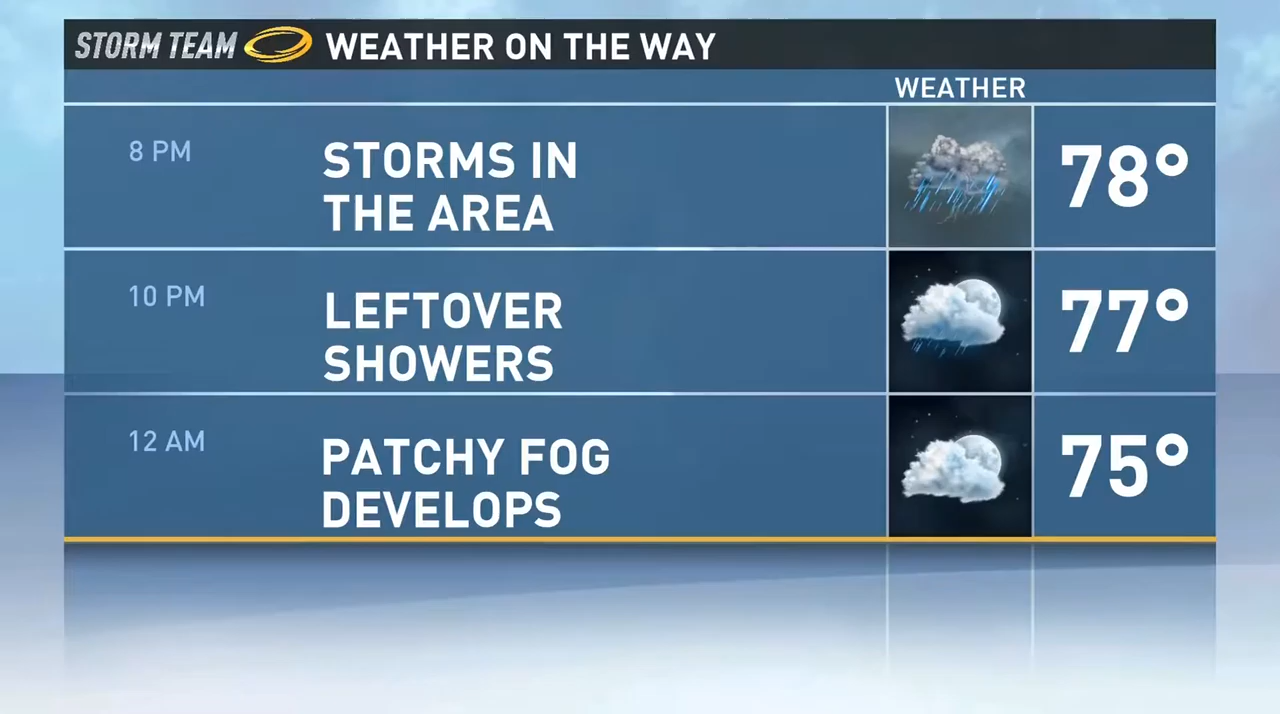 STORM TEAM WEATHER ON THE WAY
WEATHER
8 PM
STORMS IN
THE AREA
78°
10 PM
LEFTOVER
SHOWERS
77°
12 AM
PATCHY FOG
DEVELOPS
75°